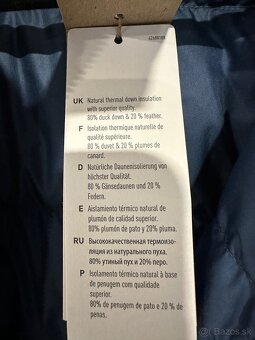 UK Natural thermal down insulation
with superior quality.
80% duck down & 20 % feather.
F Isolation thermique naturelle de
qualité supérieure.
80 % duvet & 20 % plumes de
canard.
D Natürliche Daunenisolierung von
höchster Qualität.
80 % Gänsedaunen und 20 %
Federn.
E Aislamiento térmico natural de
plumón de calidad superior.
80% plumón de pato y 20% pluma.
RU Высококачественная термоизо-
ляция из натурального пуха.
80% утиный пух и 20% перо.
P Isolamento térmico natural à base
de penugem com qualidade
superior.
80% de penugem de pato e 20 % de
penas.
bazos.sk